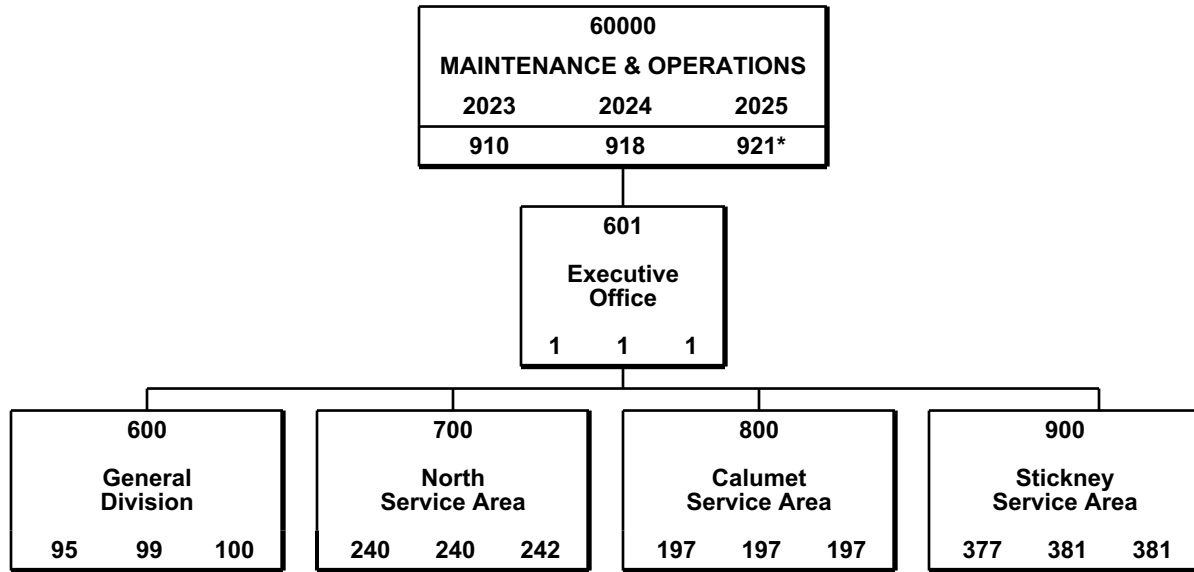 60000
MAINTENANCE & OPERATIONS
2023 2024 2025
910 918 921*
601
Executive
Office
1 1 1
600
General
Division
95 99 100
700
North
Service Area
240 240 242
800
Calumet
Service Area
197 197 197
900
Stickney
Service Area
377 381 381